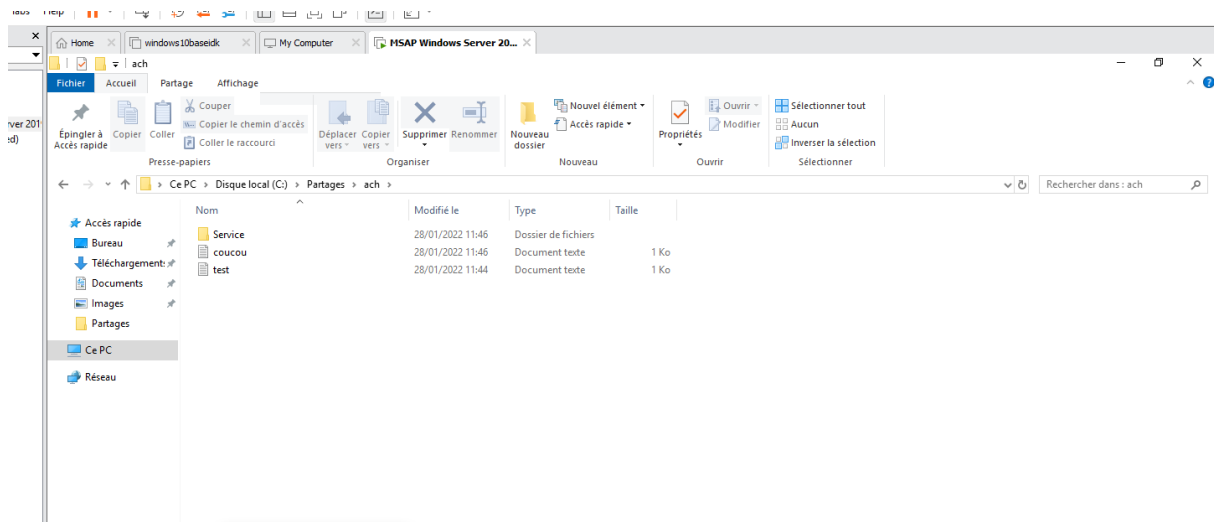 Home
windows10baseidk
My Computer
MSAP Windows Server 20...
ach
Fichier Accueil Partage Affichage
Épingler à Accès rapide
Copier
Coller
Couper
Copier le chemin d'accès
Coller le raccourci
Presse-papiers
Déplacer vers
Copier vers
Supprimer
Renommer
Organiser
Nouveau dossier
Nouvel élément
Accès rapide
Nouveau
Propriétés
Ouvrir
Modifier
Ouvrir
Sélectionner tout
Aucun
Inverser la sélection
Sélectionner
ver 201
ed)
> Ce PC > Disque local (C:) > Partages > ach >
Rechercher dans : ach
Nom Modifié le Type Taille
Accès rapide
Bureau
Téléchargement:
Documents
Images
Partages
Ce PC
Réseau
Service 28/01/2022 11:46 Dossier de fichiers
coucou 28/01/2022 11:46 Document texte 1 Ko
test 28/01/2022 11:44 Document texte 1 Ko